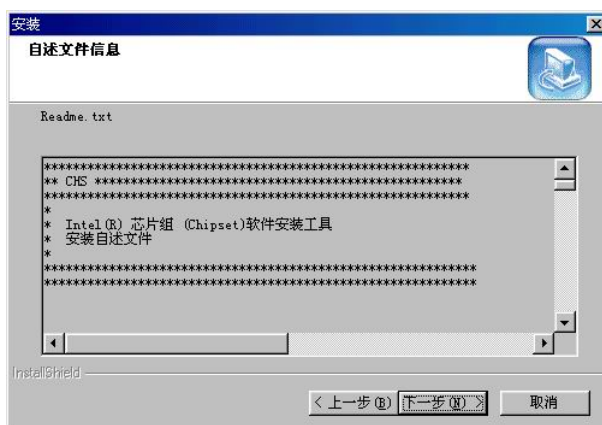 安装
自述文件信息
Readme.txt
***********************************************************
** CHS ***************************************************
***********************************************************
*
*  Intel(R) 芯片组 (Chipset)软件安装工具
*  安装自述文件
*
************************************************************
************************************************************
InstallShield
< 上一步(B) 下一步(N) > 取消